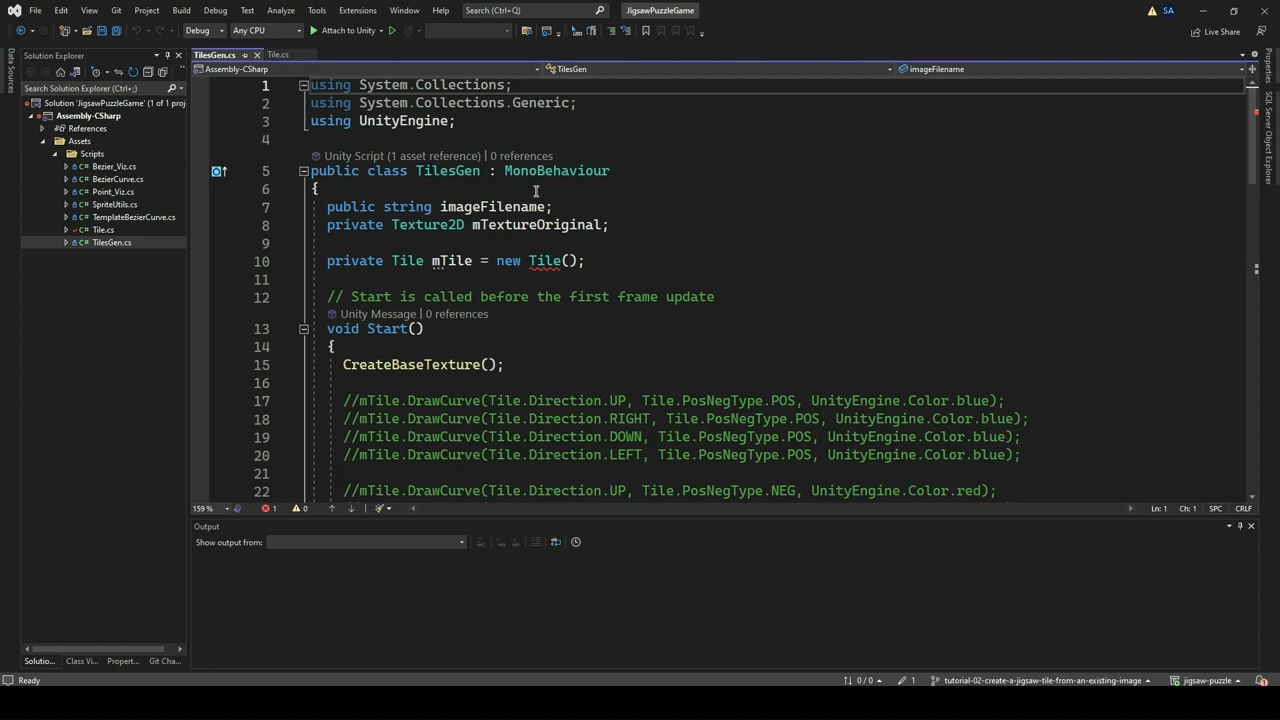 File Edit View Git Project Build Debug Test Analyze Tools Extensions Window Help Search (Ctrl+Q) JigsawPuzzleGame SA
Debug Any CPU Attach to Unity Live Share
Data Sources
Solution Explorer
Search Solution Explorer (Ctrl+;)
Solution 'JigsawPuzzleGame' (1 of 1 proj
Assembly-CSharp
References
Assets
Scripts
Bezier_Viz.cs
BezierCurve.cs
Point_Viz.cs
SpriteUtils.cs
TemplateBezierCurve.cs
Tile.cs
TilesGen.cs
Solutio... Class Vi... Propert... Git Cha...
TilesGen.cs Tile.cs
Assembly-CSharp TilesGen imageFilename
1 using System.Collections;
2 using System.Collections.Generic;
3 using UnityEngine;
4
Unity Script (1 asset reference) | 0 references
5 public class TilesGen : MonoBehaviour
6 {
7 public string imageFilename;
8 private Texture2D mTextureOriginal;
9
10 private Tile mTile = new Tile();
11
12 // Start is called before the first frame update
Unity Message | 0 references
13 void Start()
14 {
15 CreateBaseTexture();
16
17 //mTile.DrawCurve(Tile.Direction.UP, Tile.PosNegType.POS, UnityEngine.Color.blue);
18 //mTile.DrawCurve(Tile.Direction.RIGHT, Tile.PosNegType.POS, UnityEngine.Color.blue);
19 //mTile.DrawCurve(Tile.Direction.DOWN, Tile.PosNegType.POS, UnityEngine.Color.blue);
20 //mTile.DrawCurve(Tile.Direction.LEFT, Tile.PosNegType.POS, UnityEngine.Color.blue);
21
22 //mTile.DrawCurve(Tile.Direction.UP, Tile.PosNegType.NEG, UnityEngine.Color.red);
159 % 1 0 Ln: 1 Ch: 1 SPC CRLF
Output
Show output from:
Properties
SQL Server Object Explorer
Ready 0 / 0 1 tutorial-02-create-a-jigsaw-tile-from-an-existing-image jigsaw-puzzle 1